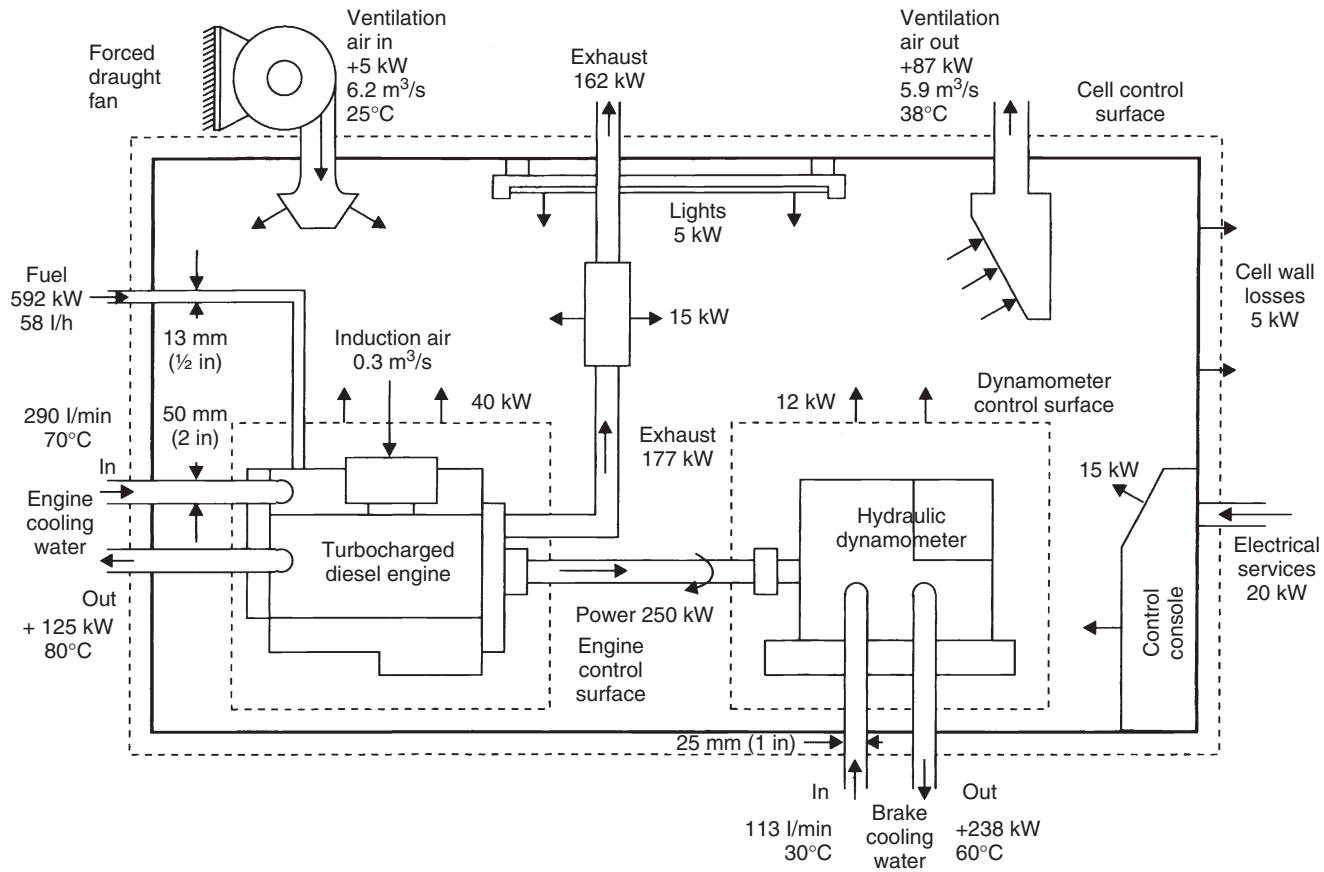 Forced
draught
fan
Ventilation
air in
+5 kW
6.2 m³/s
25°C
Exhaust
162 kW
Ventilation
air out
+87 kW
5.9 m³/s
38°C
Cell control
surface
Lights
5 kW
Fuel
592 kW
58 l/h
13 mm
(½ in)
Induction air
0.3 m³/s
15 kW
Cell wall
losses
5 kW
290 l/min
70°C
50 mm
(2 in)
40 kW
Exhaust
177 kW
12 kW
Dynamometer
control surface
In
Engine
cooling
water
Out
+ 125 kW
80°C
Turbocharged
diesel engine
Power 250 kW
Engine
control
surface
Hydraulic
dynamometer
15 kW
Control
console
Electrical
services
20 kW
25 mm (1 in)
In
113 l/min
30°C
Brake
cooling
water
Out
+238 kW
60°C